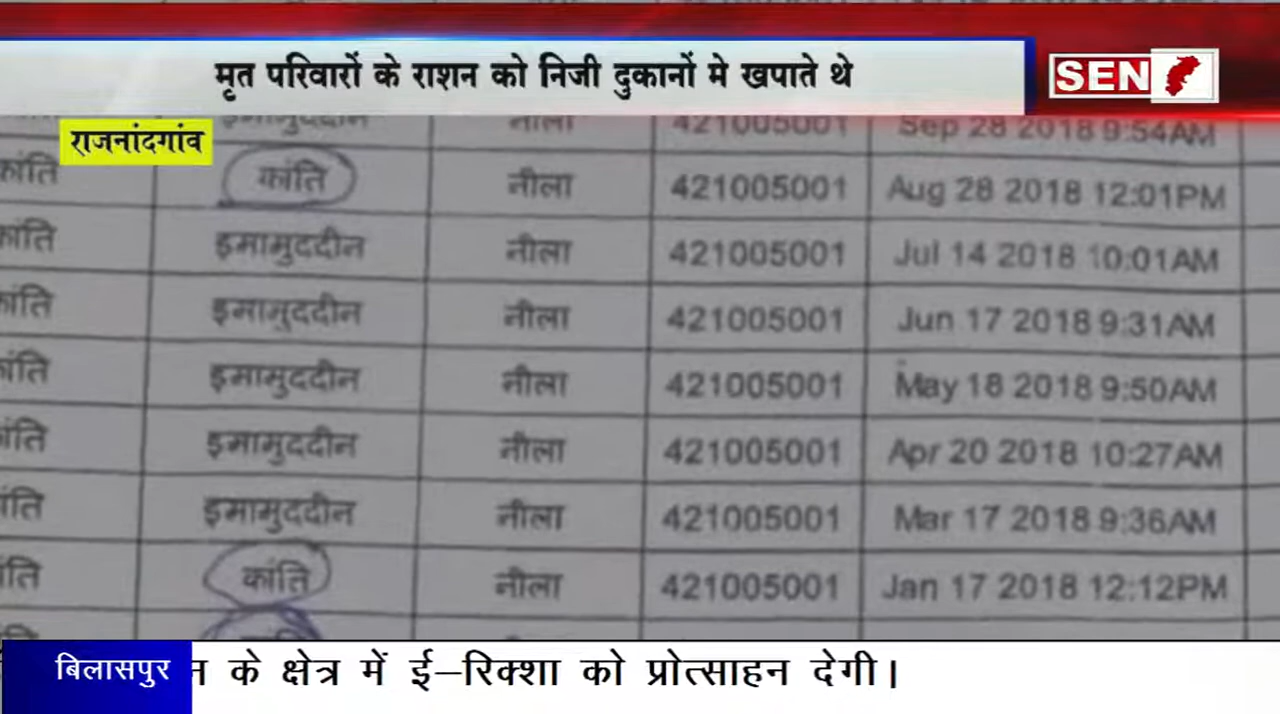 मृत परिवारों के राशन को निजी दुकानों मे खपाते थे
SEN
राजनांदगांव
इमामुददीन नीला 421005001 Sep 28 2018 9:54AM
कांति कांति नीला 421005001 Aug 28 2018 12:01PM
कांति इमामुददीन नीला 421005001 Jul 14 2018 10:01AM
कांति इमामुददीन नीला 421005001 Jun 17 2018 9:31AM
कांति इमामुददीन नीला 421005001 May 18 2018 9:50AM
कांति इमामुददीन नीला 421005001 Apr 20 2018 10:27AM
ांति इमामुददीन नीला 421005001 Mar 17 2018 9:36AM
ांति कांति नीला 421005001 Jan 17 2018 12:12PM
बिलासपुर न के क्षेत्र में ई–रिक्शा को प्रोत्साहन देगी।